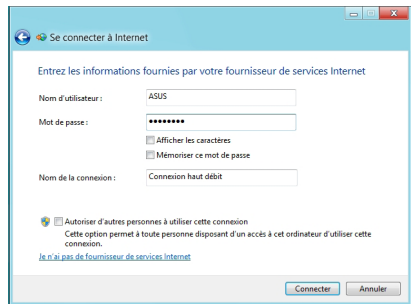 Se connecter à Internet
Entrez les informations fournies par votre fournisseur de services Internet
Nom d'utilisateur :
ASUS
Mot de passe :
••••••••
Afficher les caractères
Mémoriser ce mot de passe
Nom de la connexion :
Connexion haut débit
Autoriser d'autres personnes à utiliser cette connexion
Cette option permet à toute personne disposant d'un accès à cet ordinateur d'utiliser cette
connexion.
Je n'ai pas de fournisseur de services Internet
Connecter
Annuler